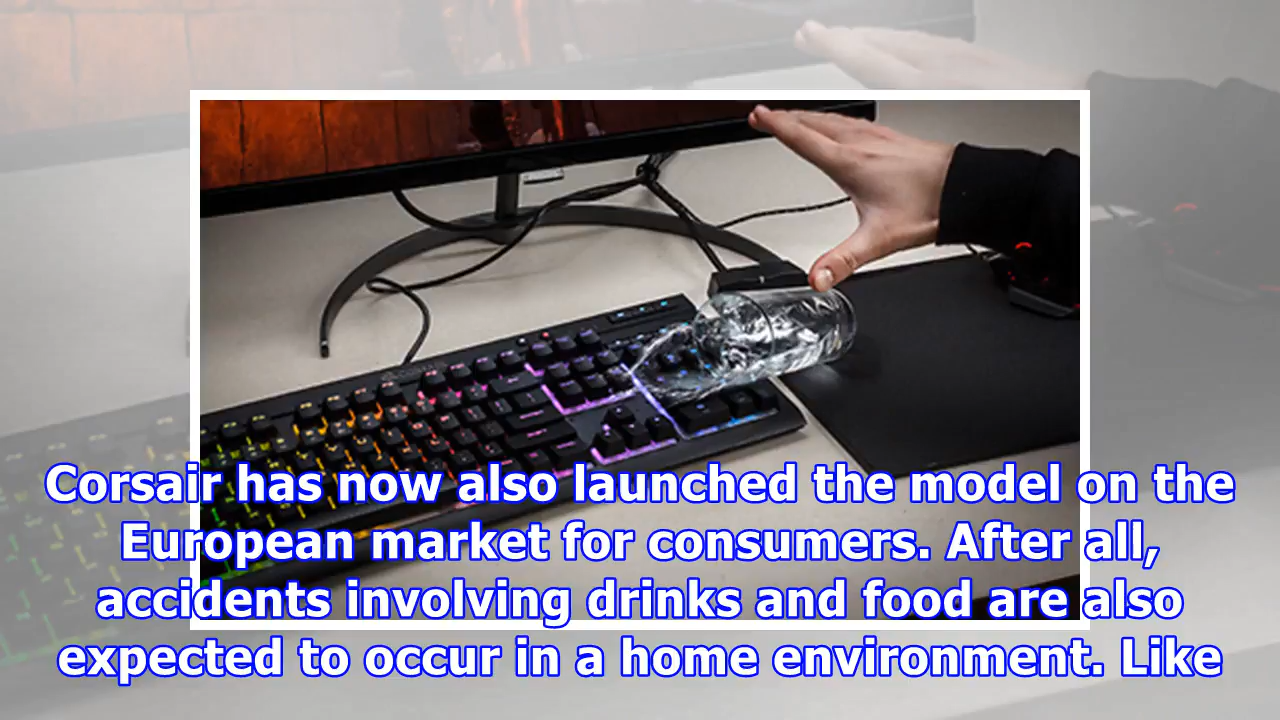 Corsair has now also launched the model on the
European market for consumers. After all,
accidents involving drinks and food are also
expected to occur in a home environment. Like